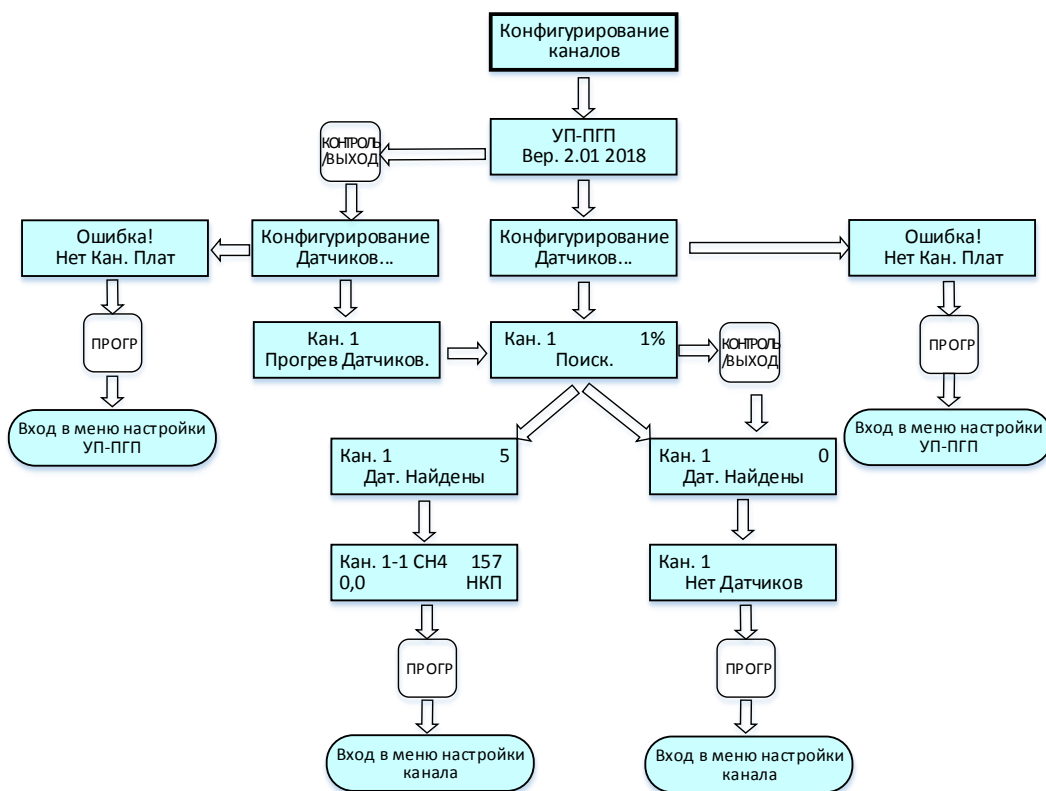 Конфигурирование
каналов
КОНТРОЛЬ
/ВЫХОД
УП-ПГП
Вер. 2.01 2018
Ошибка!
Нет Кан. Плат
Конфигурирование
Датчиков...
Конфигурирование
Датчиков...
Ошибка!
Нет Кан. Плат
ПРОГР
Кан. 1
Прогрев Датчиков.
Кан. 1 1%
Поиск.
КОНТРОЛЬ
/ВЫХОД
ПРОГР
Вход в меню настройки
УП-ПГП
Вход в меню настройки
УП-ПГП
Кан. 1 5
Дат. Найдены
Кан. 1 0
Дат. Найдены
Кан. 1-1 CH4 157
0,0 НКП
Кан. 1
Нет Датчиков
ПРОГР
ПРОГР
Вход в меню настройки
канала
Вход в меню настройки
канала